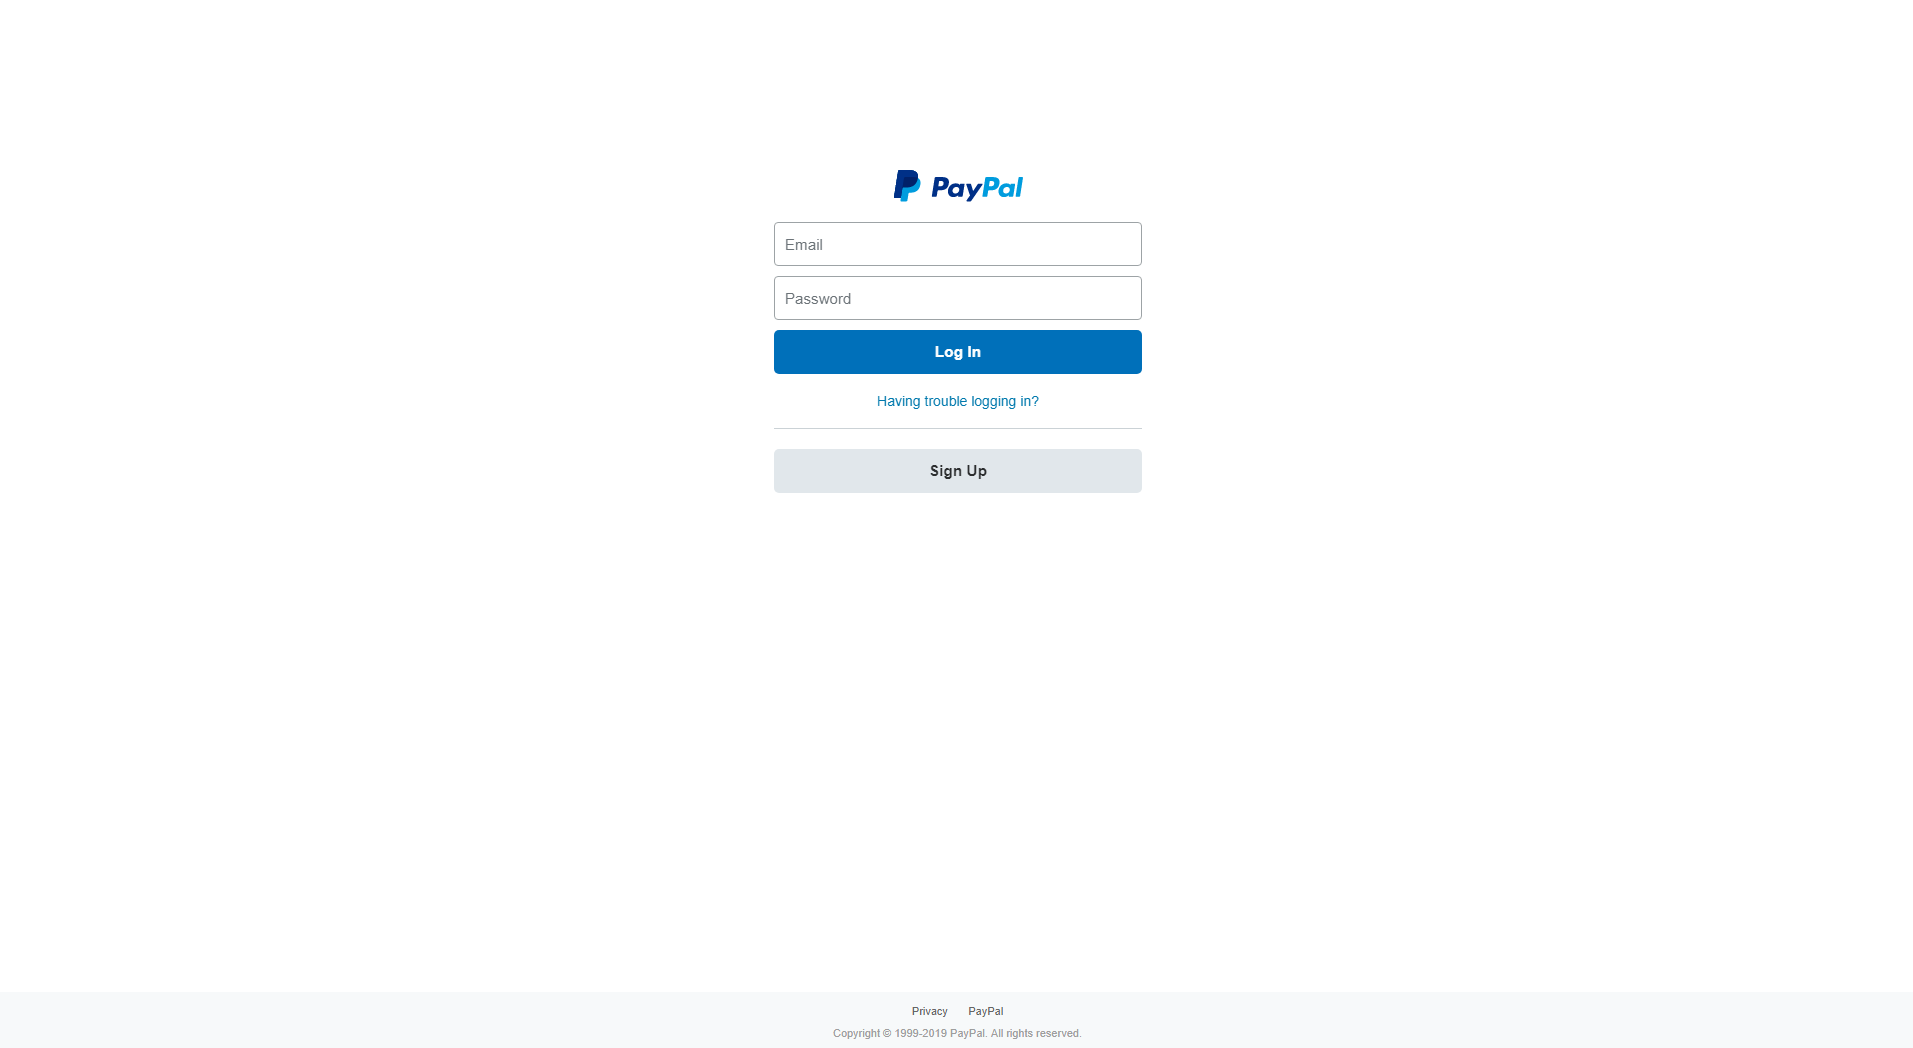 PayPal
Email
Password
Log In
Having trouble logging in?
Sign Up
Privacy PayPal
Copyright © 1999-2019 PayPal. All rights reserved.